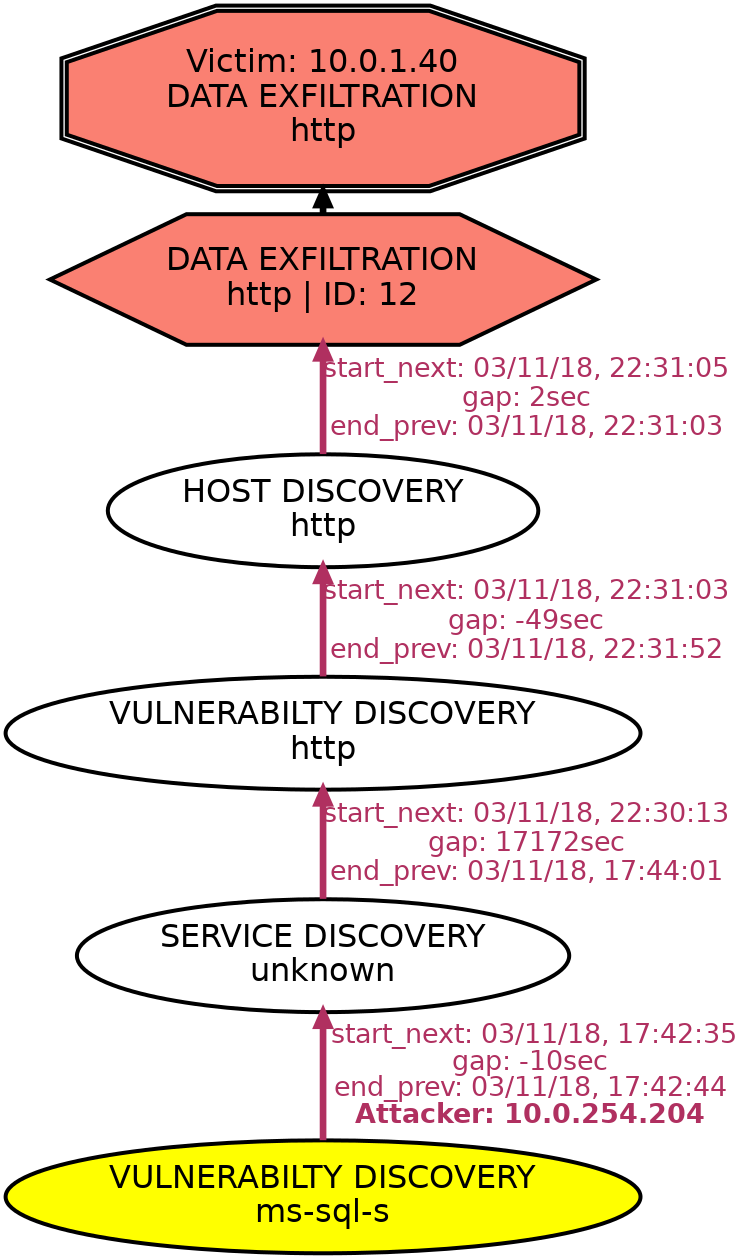 Victim: 10.0.1.40
DATA EXFILTRATION
http
DATA EXFILTRATION
http | ID: 12
start_next: 03/11/18, 22:31:05
gap: 2sec
end_prev: 03/11/18, 22:31:03
HOST DISCOVERY
http
start_next: 03/11/18, 22:31:03
gap: -49sec
end_prev: 03/11/18, 22:31:52
VULNERABILTY DISCOVERY
http
start_next: 03/11/18, 22:30:13
gap: 17172sec
end_prev: 03/11/18, 17:44:01
SERVICE DISCOVERY
unknown
start_next: 03/11/18, 17:42:35
gap: -10sec
end_prev: 03/11/18, 17:42:44
Attacker: 10.0.254.204
VULNERABILTY DISCOVERY
ms-sql-s